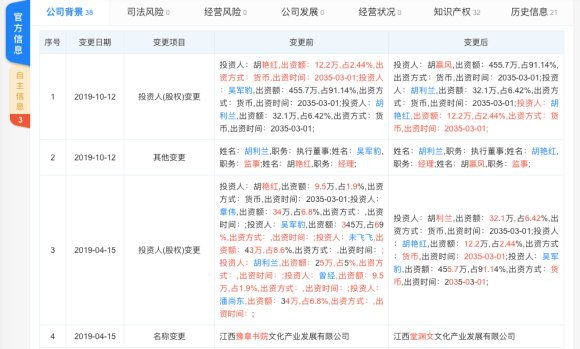 公司背景 38 司法风险 0 经营风险 0 公司发展 0 经营状况 0 知识产权 32 历史信息 21
官方信息
自主信息
3
序号 变更日期 变更项目 变更前 变更后
1 2019-10-12 投资人(股权)变更
投资人：胡艳红,出资额：12.2万,占2.44%,出
资方式：货币,出资时间：2035-03-01;投资人：
吴军豹,出资额：455.7万,占91.14%,出资方
式：货币,出资时间：2035-03-01;投资人：胡
利兰,出资额：32.1万,占6.42%,出资方式：货
币,出资时间：2035-03-01;
投资人：胡赢风,出资额：455.7万,占91.14%,
出资方式：货币,出资时间：2035-03-01;投资
人：胡利兰,出资额：32.1万,占6.42%,出资方
式：货币,出资时间：2035-03-01;投资人：胡
艳红,出资额：12.2万,占2.44%,出资方式：货
币,出资时间：2035-03-01;
2 2019-10-12 其他变更
姓名：胡利兰,职务：执行董事;姓名：吴军豹,
职务：监事;姓名：胡艳红,职务：经理;
姓名：胡利兰,职务：执行董事;姓名：胡艳红,
职务：经理;姓名：胡赢风,职务：监事;
3 2019-04-15 投资人(股权)变更
投资人：胡艳红,出资额：9.5万,占1.9%,出资
方式：货币,出资时间：2035-03-01;投资人：
章伟,出资额：34万,占6.8%,出资方式：,出资
时间：;投资人：吴军豹,出资额：345万,占69
%,出资方式：,出资时间：;投资人：未飞飞,出
资额：43万,占8.6%,出资方式：,出资时间：;
投资人：胡利兰,出资额：25万,占5%,出资方
式：,出资时间：;投资人：曾经,出资额：9.5
万,占1.9%,出资方式：,出资时间：;投资人：
潘尚东,出资额：34万,占6.8%,出资方式：,出
资时间：;
投资人：胡利兰,出资额：32.1万,占6.42%,出
资方式：货币,出资时间：2035-03-01;投资
人：胡艳红,出资额：12.2万,占2.44%,出资方
式：货币,出资时间：2035-03-01;投资人：吴军
豹,出资额：455.7万,占91.14%,出资方式：货
币,出资时间：2035-03-01;
4 2019-04-15 名称变更 江西豫章书院文化产业发展有限公司 江西堂渊文文化产业发展有限公司